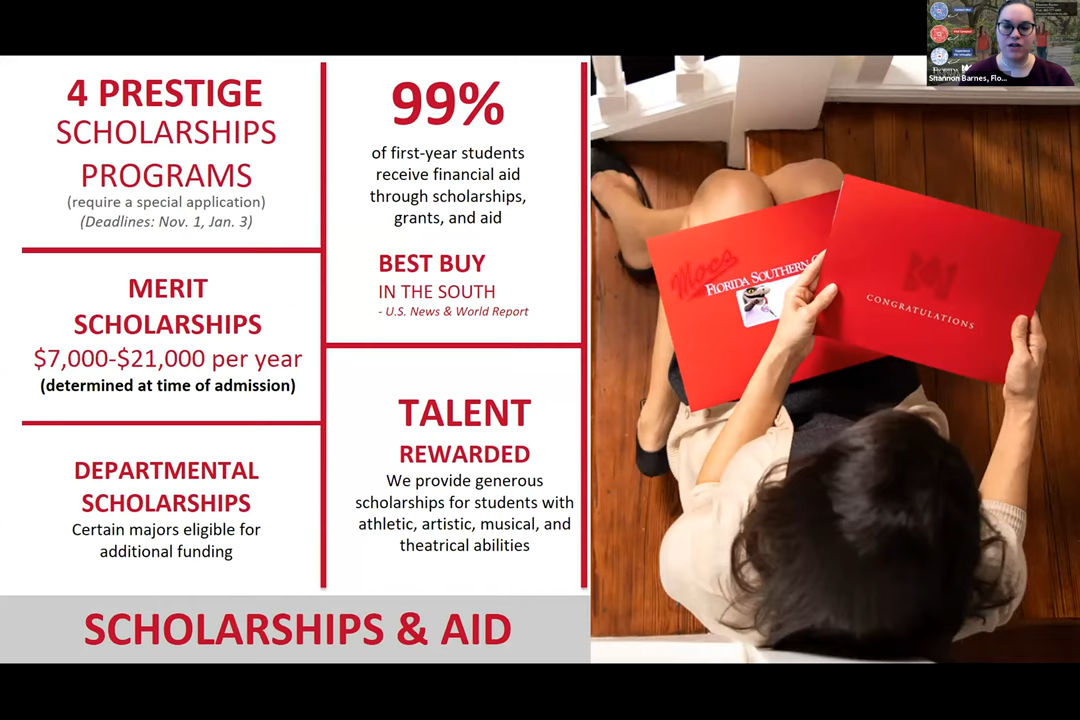 4 PRESTIGE
SCHOLARSHIPS
PROGRAMS
(require a special application)
(Deadlines: Nov. 1, Jan. 3)
MERIT
SCHOLARSHIPS
$7,000-$21,000 per year
(determined at time of admission)
DEPARTMENTAL
SCHOLARSHIPS
Certain majors eligible for
additional funding
99%
of first-year students
receive financial aid
through scholarships,
grants, and aid
BEST BUY
IN THE SOUTH
- U.S. News & World Report
TALENT
REWARDED
We provide generous
scholarships for students with
athletic, artistic, musical, and
theatrical abilities
SCHOLARSHIPS & AID
Mocs
FLORIDA SOUTHERN
CONGRATULATIONS
Shannon Barnes, Flo...